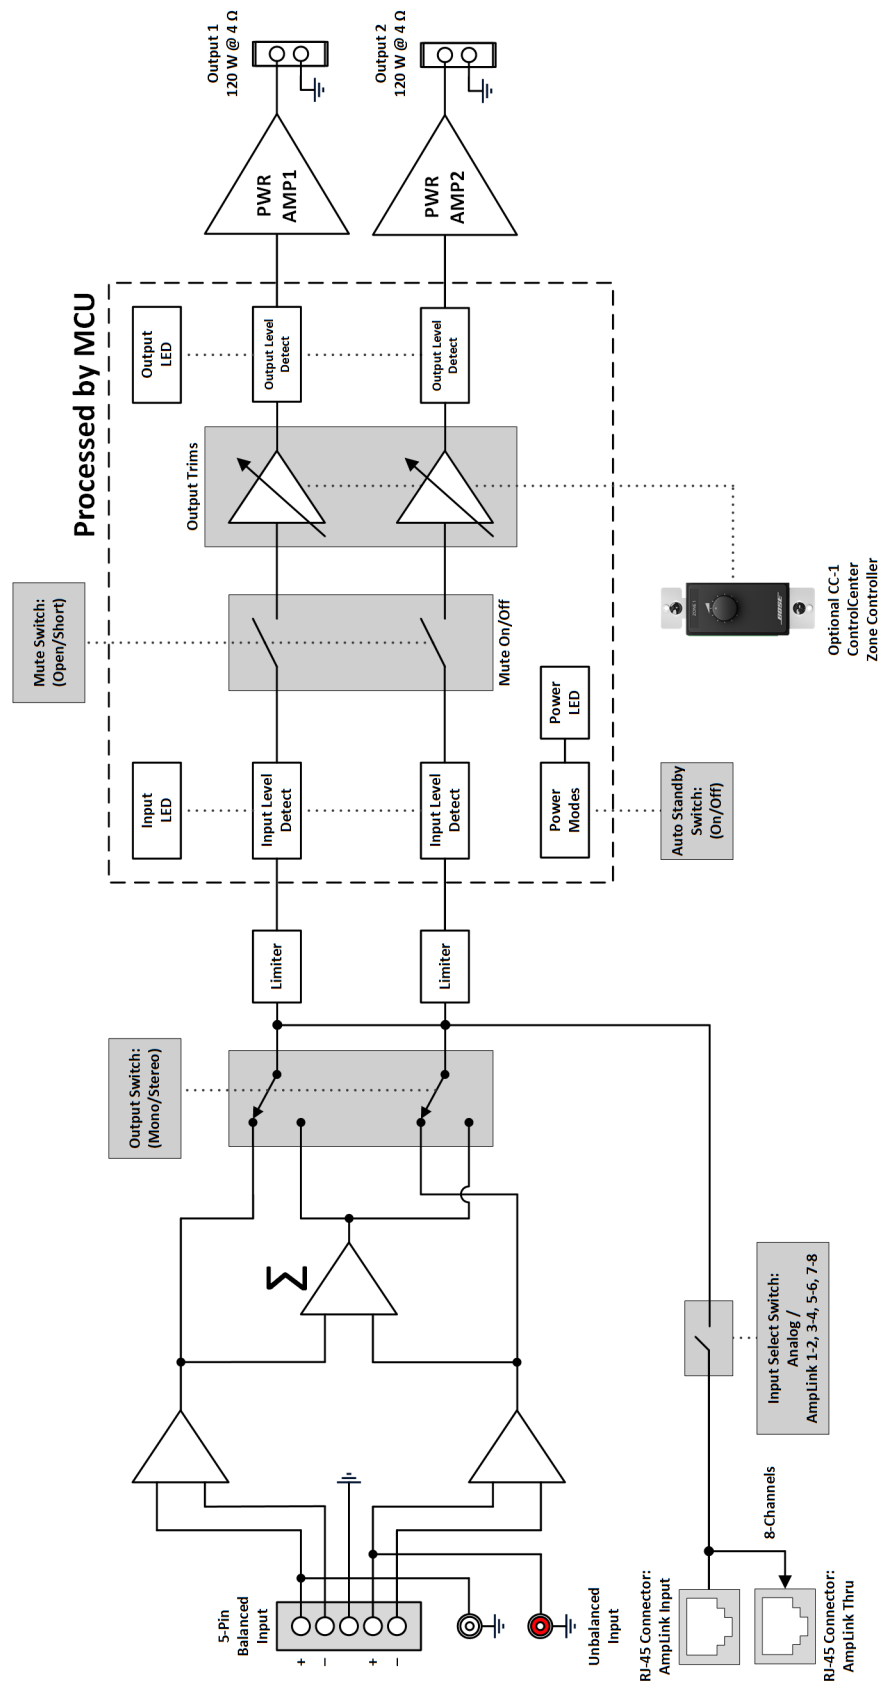 5-Pin
Balanced
Input
+
–
+
–
Unbalanced
Input
RJ-45 Connector:
AmpLink Input
RJ-45 Connector:
AmpLink Thru
8-Channels
Input Select Switch:
Analog /
AmpLink 1-2, 3-4, 5-6, 7-8
Σ
Output Switch:
(Mono/Stereo)
Limiter
Limiter
Processed by MCU
Input
LED
Input Level
Detect
Input Level
Detect
Power
Modes
Power
LED
Auto Standby
Switch:
(On/Off)
Mute Switch:
(Open/Short)
Mute On/Off
Output Trims
Output
LED
Output Level
Detect
Output Level
Detect
ZONE 1
BOSE
Optional CC-1
ControlCenter
Zone Controller
PWR
AMP1
PWR
AMP2
Output 1
120 W @ 4 Ω
Output 2
120 W @ 4 Ω